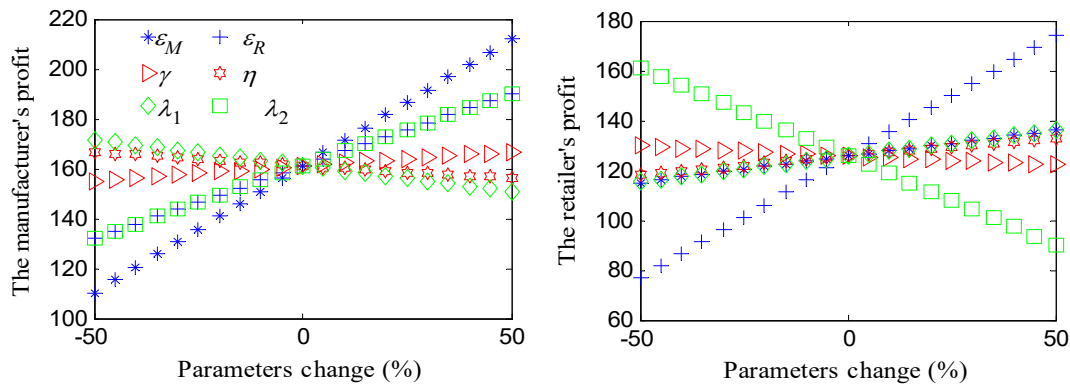 220
200
180
160
140
120
100
-50
0
50
Parameters change (%)
The manufacturer's profit
ε_M ε_R
γ η
λ_1 λ_2
180
160
140
120
100
80
60
-50
0
50
Parameters change (%)
The retailer's profit